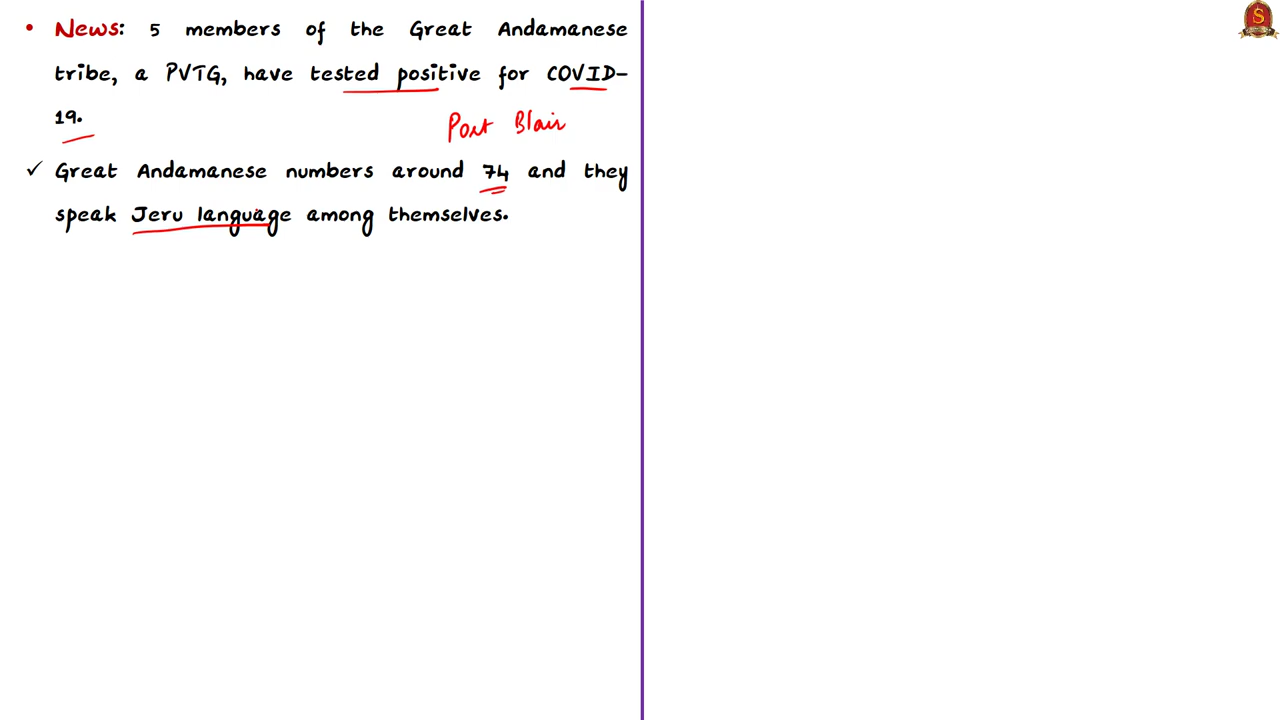 • News: 5 members of the Great Andamanese
tribe, a PVTG, have tested positive for COVID-
19.
Port Blair
✓ Great Andamanese numbers around 74 and they
speak Jeru language among themselves.
S